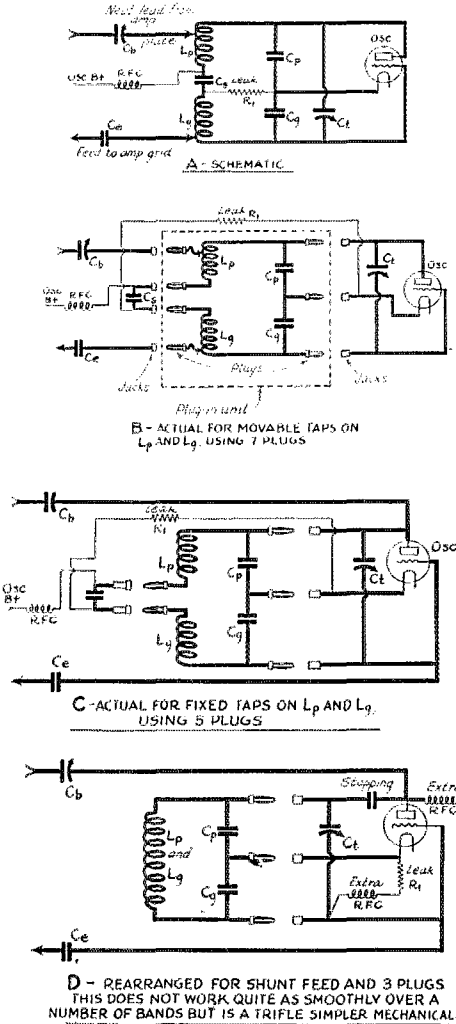 Next lead from
amp
place
Cb
Lp
Cp
Osc
Osc B+
RFC
Cs
Leak
R1
Lg
Cg
Ct
Ce
Feed to amp grid
A - SCHEMATIC
Leak R1
Cb
Lp
Cp
Ct
Osc
Osc
B+
RFC
Cs
Lg
Cg
Ce
Plugs
Jacks
Jacks
Plug-in unit
B - ACTUAL FOR MOVABLE TAPS ON
Lp AND Lg, USING 7 PLUGS
Cb
Leak
R1
Lp
Cp
Ct
Osc
Osc
B+
RFC
Lg
Cg
Ce
C - ACTUAL FOR FIXED TAPS ON Lp AND Lg,
USING 5 PLUGS
Cb
Stopping
Extra
RFC
Lp
and
Lg
Cp
Ct
Cg
Leak
R1
Extra
RFC
Ce
D - REARRANGED FOR SHUNT FEED AND 3 PLUGS
THIS DOES NOT WORK QUITE AS SMOOTHLY OVER A
NUMBER OF BANDS BUT IS A TRIFLE SIMPLER MECHANICAL